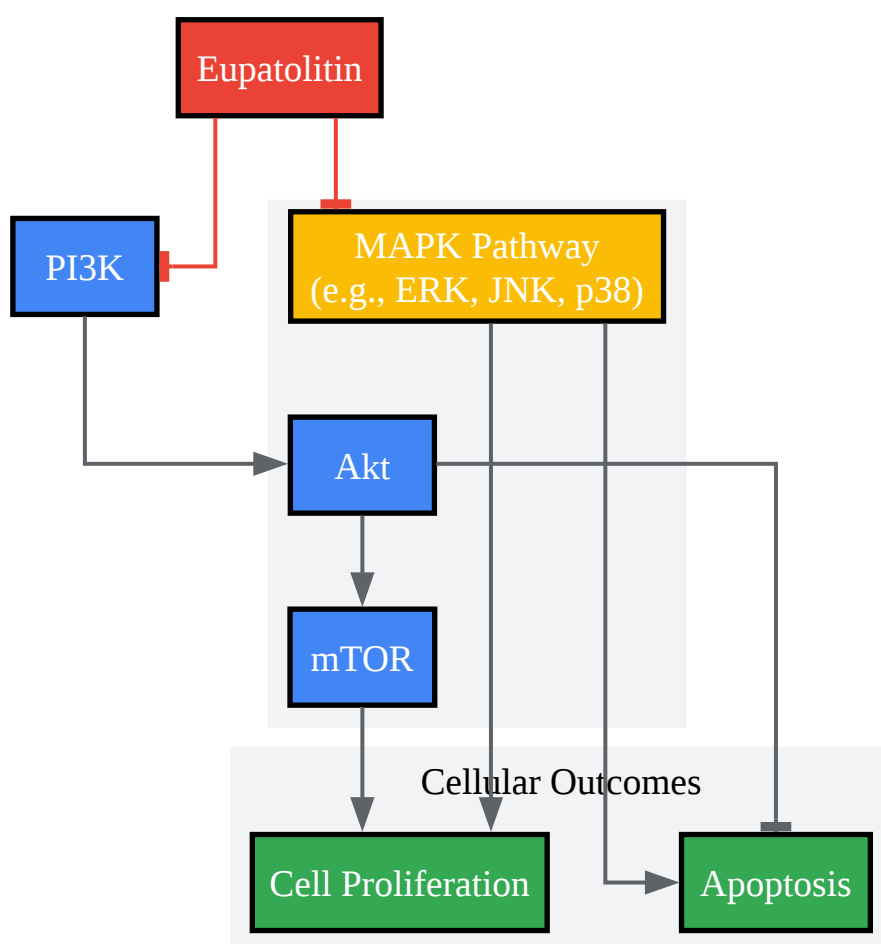 Eupatolitin
PI3K
MAPK Pathway
(e.g., ERK, JNK, p38)
Akt
mTOR
Cellular Outcomes
Cell Proliferation
Apoptosis